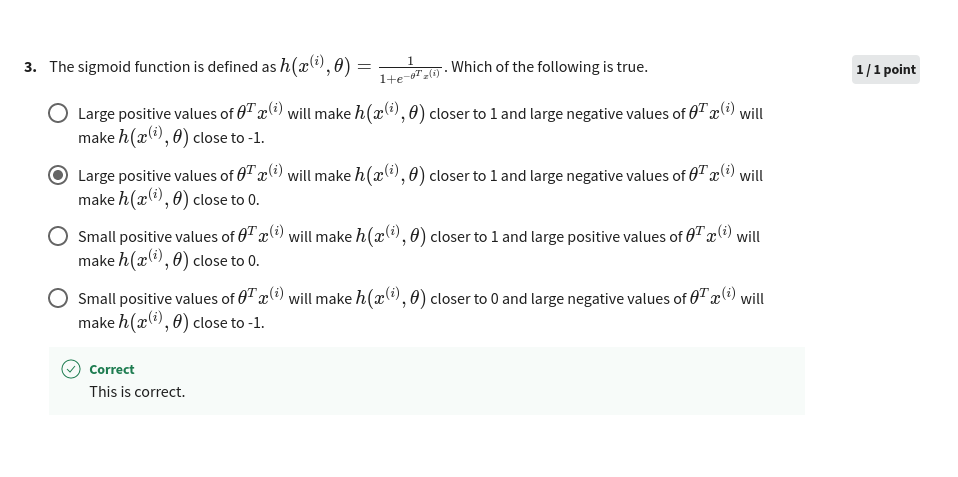 3. The sigmoid function is defined as $h(x^{(i)}, \theta) = \frac{1}{1+e^{-\theta^T x^{(i)}}}$. Which of the following is true.
1 / 1 point
Large positive values of $\theta^T x^{(i)}$ will make $h(x^{(i)}, \theta)$ closer to 1 and large negative values of $\theta^T x^{(i)}$ will
make $h(x^{(i)}, \theta)$ close to -1.
Large positive values of $\theta^T x^{(i)}$ will make $h(x^{(i)}, \theta)$ closer to 1 and large negative values of $\theta^T x^{(i)}$ will
make $h(x^{(i)}, \theta)$ close to 0.
Small positive values of $\theta^T x^{(i)}$ will make $h(x^{(i)}, \theta)$ closer to 1 and large positive values of $\theta^T x^{(i)}$ will
make $h(x^{(i)}, \theta)$ close to 0.
Small positive values of $\theta^T x^{(i)}$ will make $h(x^{(i)}, \theta)$ closer to 0 and large negative values of $\theta^T x^{(i)}$ will
make $h(x^{(i)}, \theta)$ close to -1.
Correct
This is correct.